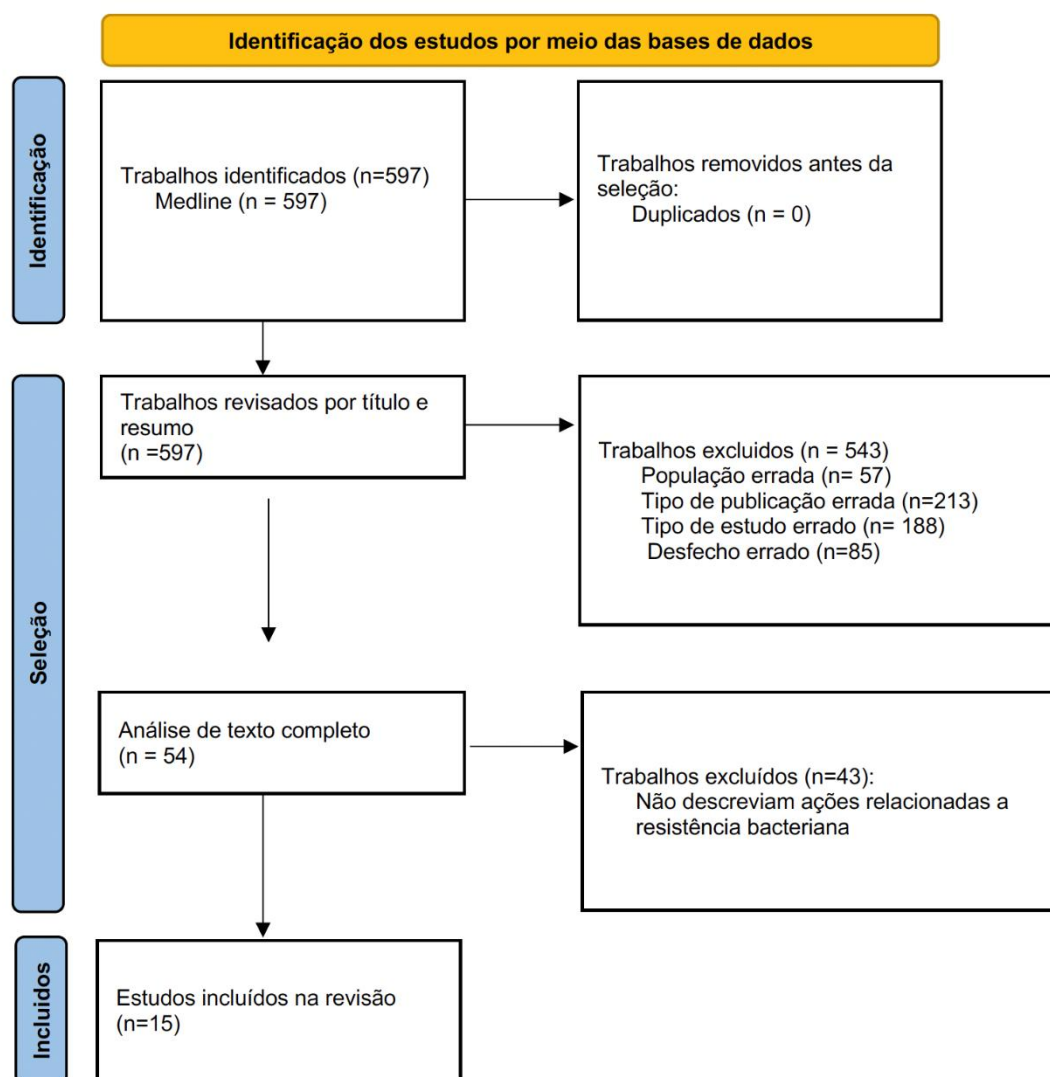 Identificação dos estudos por meio das bases de dados
Identificação
Trabalhos identificados (n=597)
Medline (n = 597)
Trabalhos removidos antes da
seleção:
Duplicados (n = 0)
Seleção
Trabalhos revisados por título e
resumo
(n =597)
Trabalhos excluidos (n = 543)
População errada (n= 57)
Tipo de publicação errada (n=213)
Tipo de estudo errado (n= 188)
Desfecho errado (n=85)
Análise de texto completo
(n = 54)
Trabalhos excluídos (n=43):
Não descreviam ações relacionadas a
resistência bacteriana
Incluidos
Estudos incluídos na revisão
(n=15)